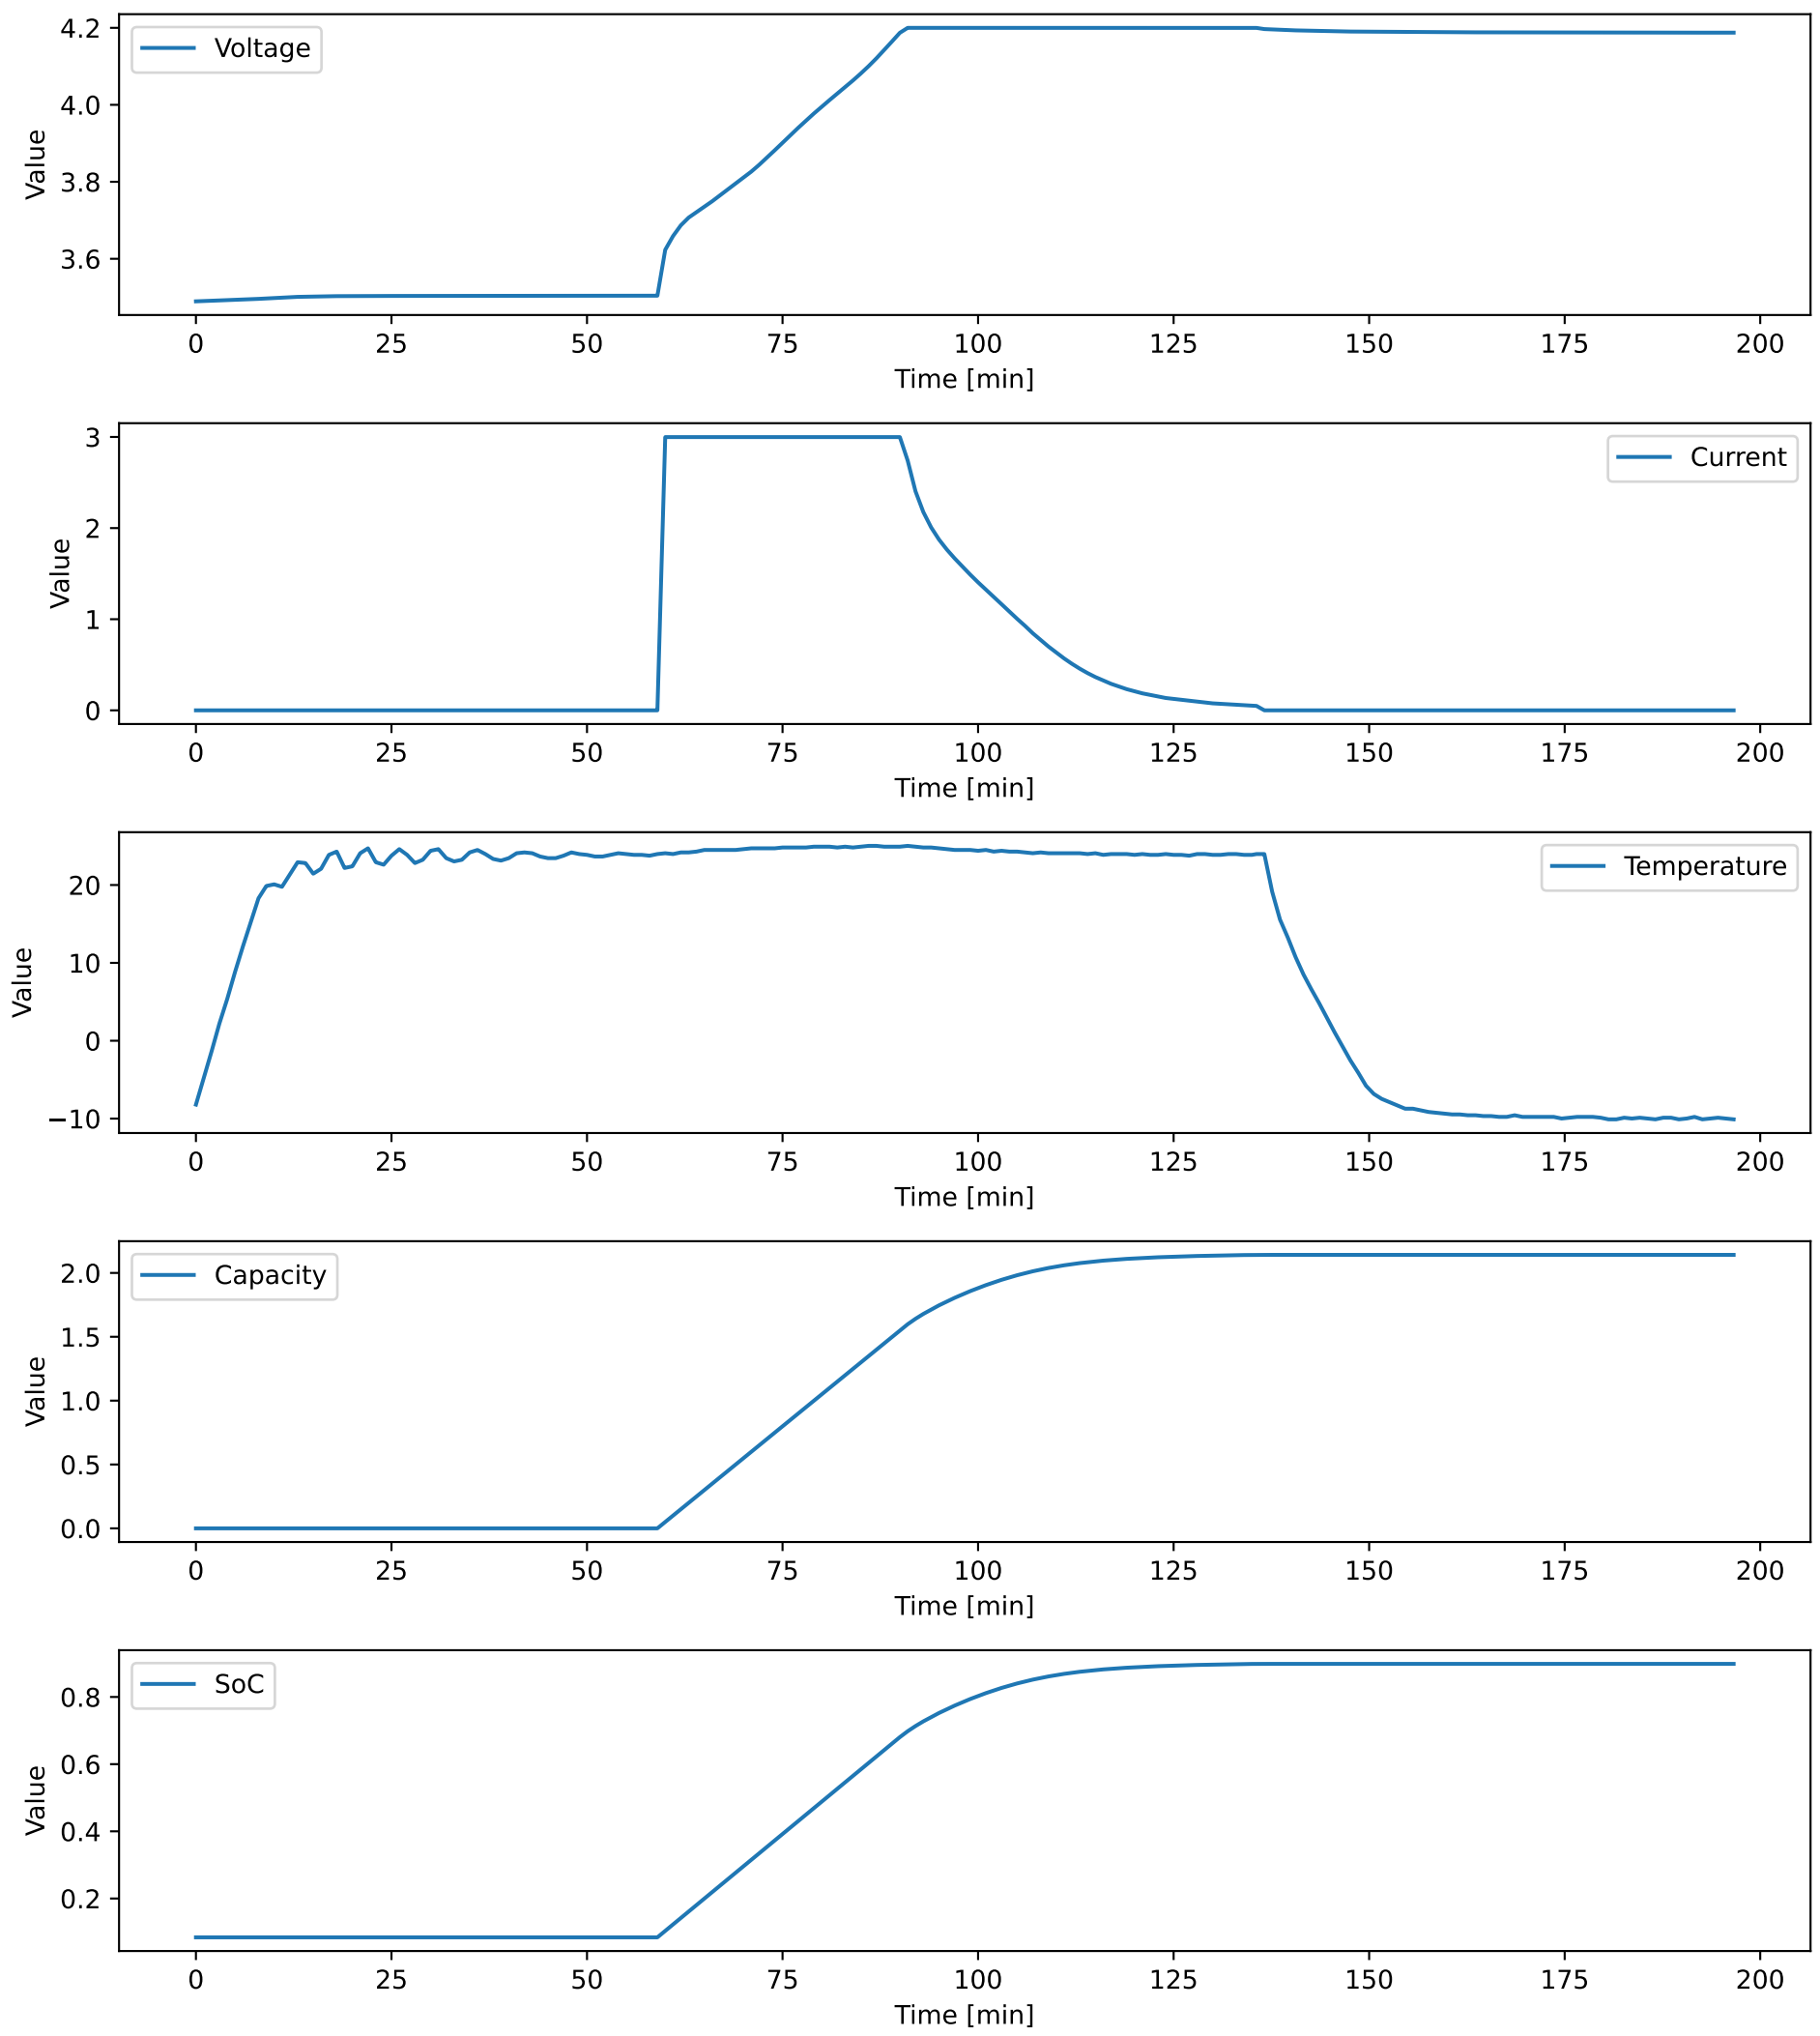 4.2
4.0
3.8
3.6
Value
Voltage
0 25 50 75 100 125 150 175 200
Time [min]
3
2
1
0
Value
Current
0 25 50 75 100 125 150 175 200
Time [min]
20
10
0
−10
Value
Temperature
0 25 50 75 100 125 150 175 200
Time [min]
2.0
1.5
1.0
0.5
0.0
Value
Capacity
0 25 50 75 100 125 150 175 200
Time [min]
0.8
0.6
0.4
0.2
Value
SoC
0 25 50 75 100 125 150 175 200
Time [min]